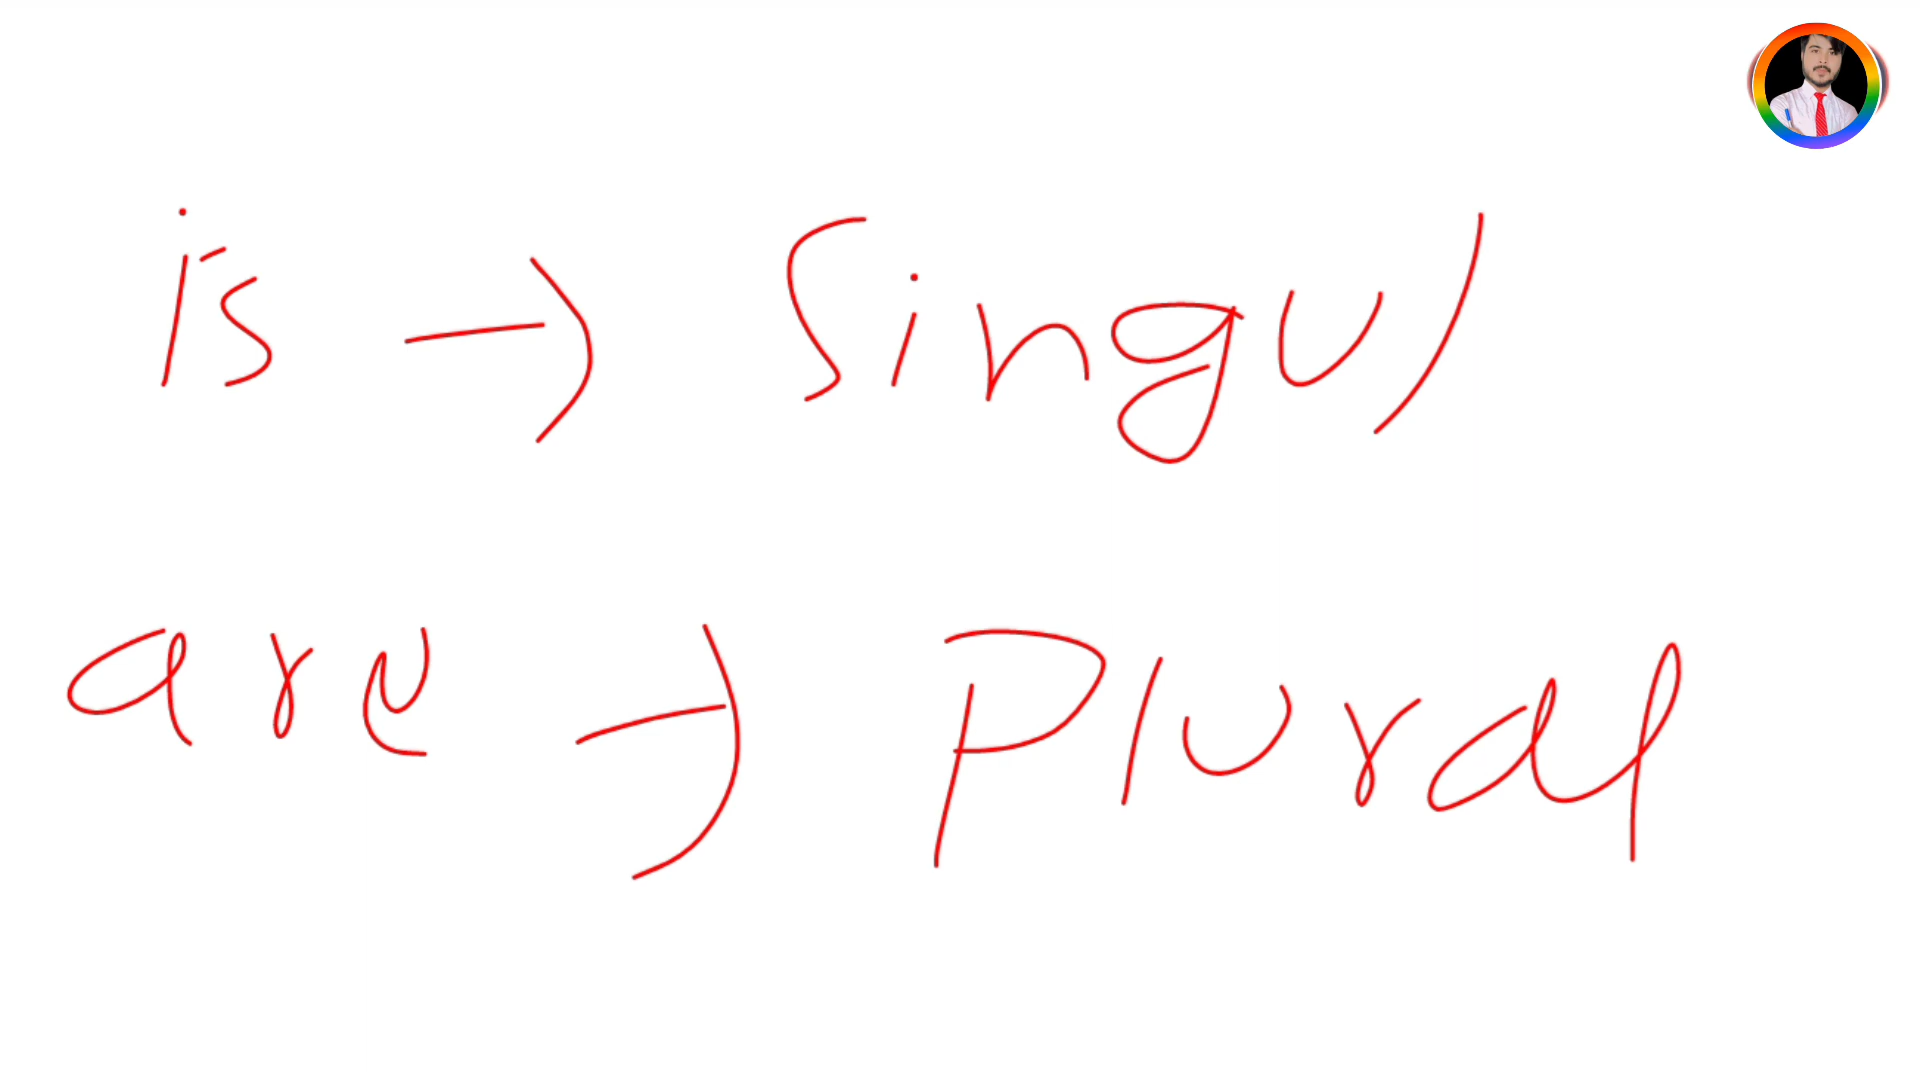 is → Singul
are → Plural